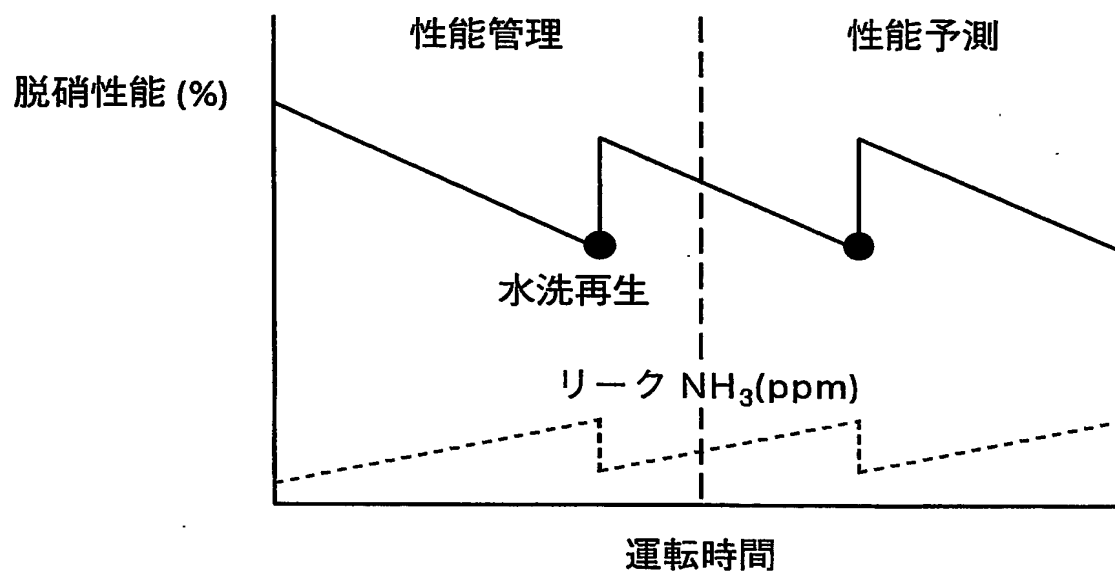 性能管理
性能予測
脱硝性能 (%)
水洗再生
リーク NH₃(ppm)
運転時間